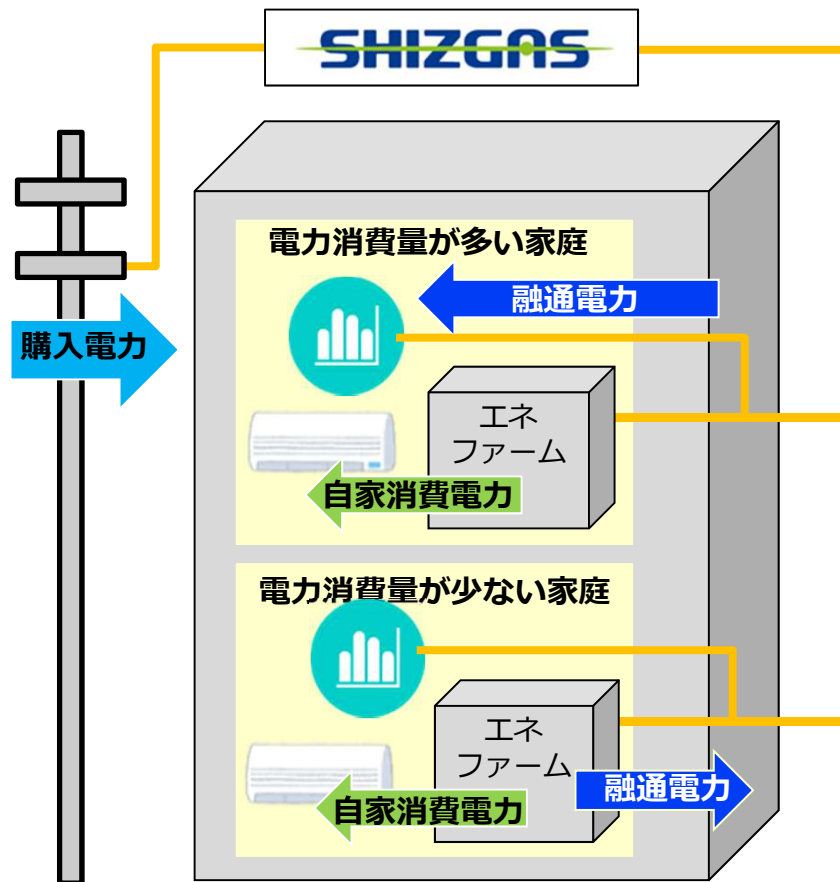 SHIZGAS
電力消費量が多い家庭
融通電力
購入電力
エネ
ファーム
自家消費電力
電力消費量が少ない家庭
エネ
ファーム
融通電力
自家消費電力